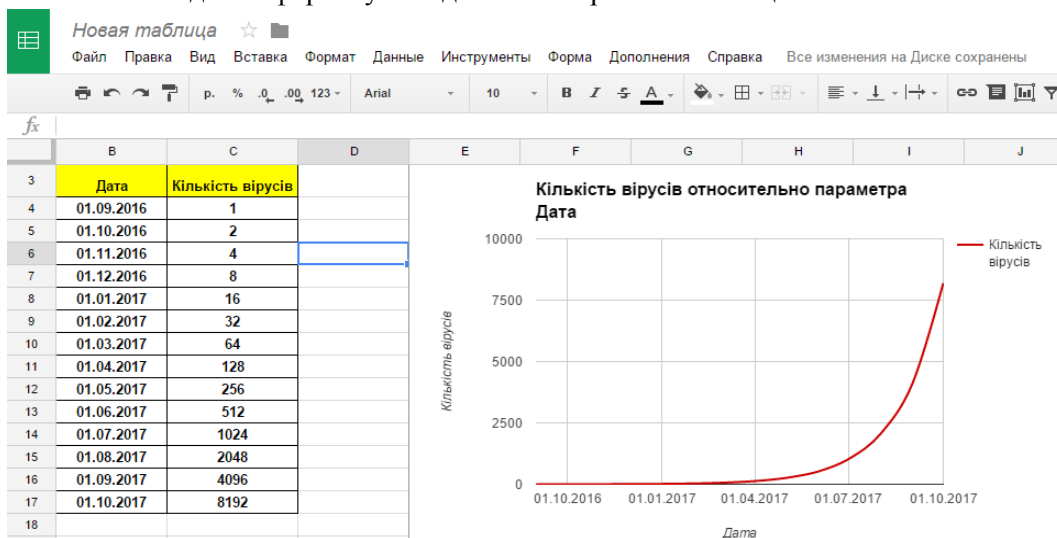 Новая таблица
Файл Правка Вид Вставка Формат Данные Инструменты Форма Дополнения Справка Все изменения на Диске сохранены
р. % .0 .00 123 Arial 10 B I S A
fx
B C D E F G H I J
3 Дата Кількість вірусів
4 01.09.2016 1
5 01.10.2016 2
6 01.11.2016 4
7 01.12.2016 8
8 01.01.2017 16
9 01.02.2017 32
10 01.03.2017 64
11 01.04.2017 128
12 01.05.2017 256
13 01.06.2017 512
14 01.07.2017 1024
15 01.08.2017 2048
16 01.09.2017 4096
17 01.10.2017 8192
18
Кількість вірусів относительно параметра
Дата
10000
7500
5000
2500
0
Кількість вірусів
01.10.2016 01.01.2017 01.04.2017 01.07.2017 01.10.2017
Дата
Кількість
вірусів